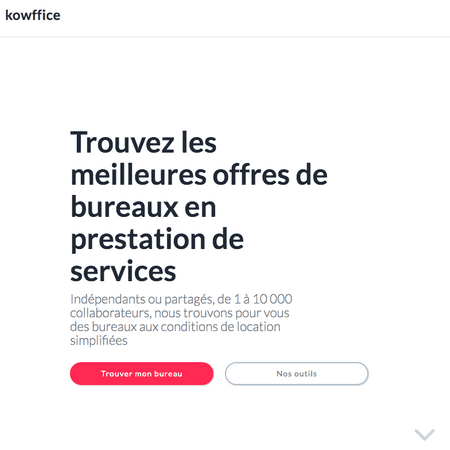 kowffice
Trouvez les
meilleures offres de
bureaux en
prestation de
services
Indépendants ou partagés, de 1 à 10 000
collaborateurs, nous trouvons pour vous
des bureaux aux conditions de location
simplifiées
Trouver mon bureau
Nos outils